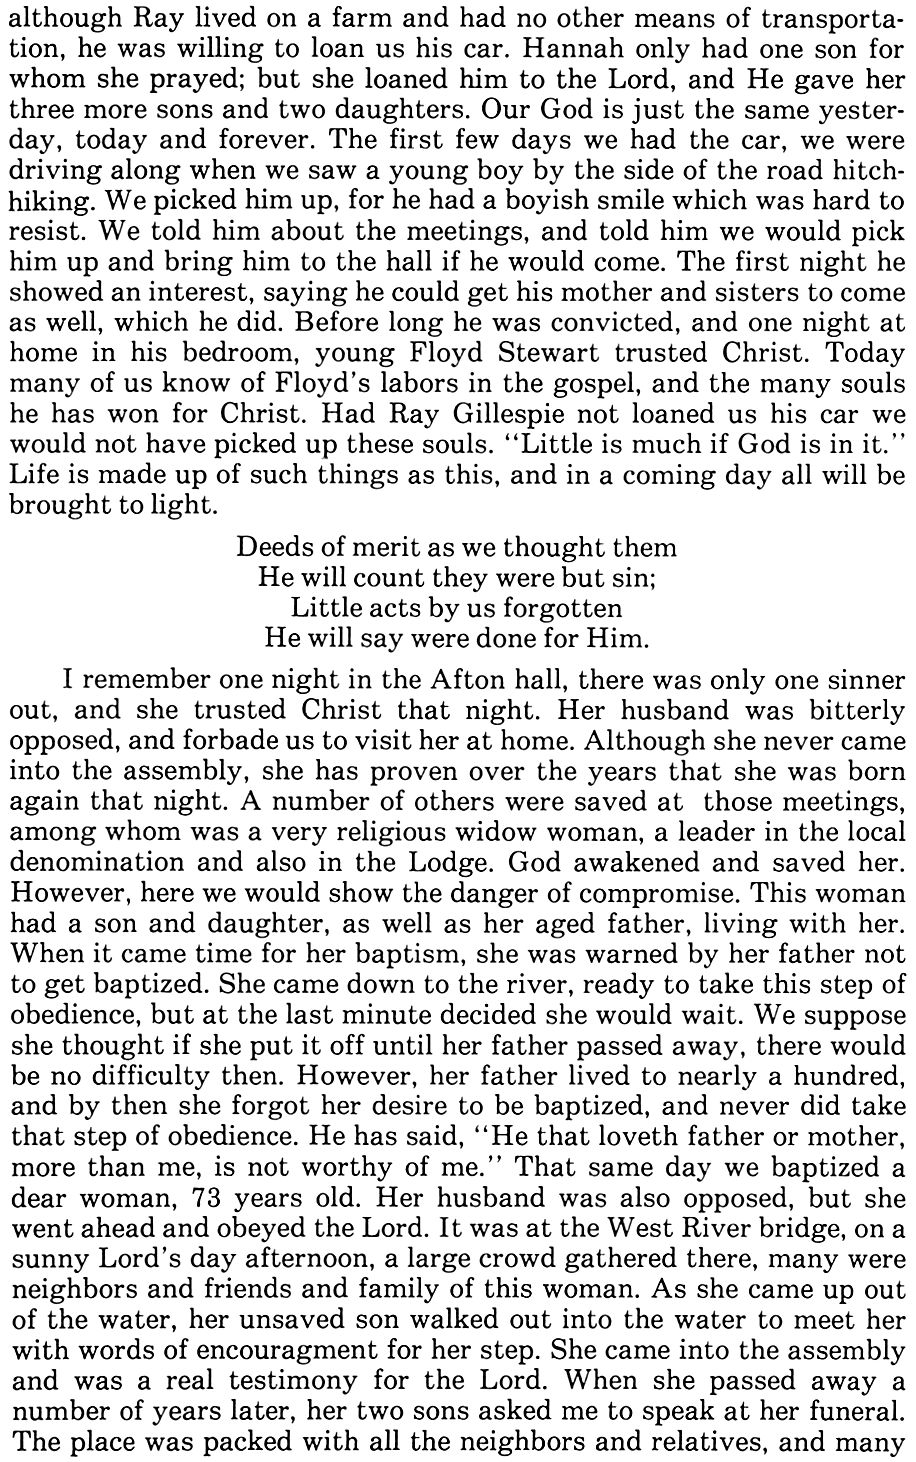 although Ray lived on a farm and had no other means of transporta-
tion, he was willing to loan us his car. Hannah only had one son for
whom she prayed; but she loaned him to the Lord, and He gave her
three more sons and two daughters. Our God is just the same yester-
day, today and forever. The first few days we had the car, we were
driving along when we saw a young boy by the side of the road hitch-
hiking. We picked him up, for he had a boyish smile which was hard to
resist. We told him about the meetings, and told him we would pick
him up and bring him to the hall if he would come. The first night he
showed an interest, saying he could get his mother and sisters to come
as well, which he did. Before long he was convicted, and one night at
home in his bedroom, young Floyd Stewart trusted Christ. Today
many of us know of Floyd's labors in the gospel, and the many souls
he has won for Christ. Had Ray Gillespie not loaned us his car we
would not have picked up these souls. "Little is much if God is in it."
Life is made up of such things as this, and in a coming day all will be
brought to light.
Deeds of merit as we thought them
He will count they were but sin;
Little acts by us forgotten
He will say were done for Him.
I remember one night in the Afton hall, there was only one sinner
out, and she trusted Christ that night. Her husband was bitterly
opposed, and forbade us to visit her at home. Although she never came
into the assembly, she has proven over the years that she was born
again that night. A number of others were saved at those meetings,
among whom was a very religious widow woman, a leader in the local
denomination and also in the Lodge. God awakened and saved her.
However, here we would show the danger of compromise. This woman
had a son and daughter, as well as her aged father, living with her.
When it came time for her baptism, she was warned by her father not
to get baptized. She came down to the river, ready to take this step of
obedience, but at the last minute decided she would wait. We suppose
she thought if she put it off until her father passed away, there would
be no difficulty then. However, her father lived to nearly a hundred,
and by then she forgot her desire to be baptized, and never did take
that step of obedience. He has said, "He that loveth father or mother,
more than me, is not worthy of me." That same day we baptized a
dear woman, 73 years old. Her husband was also opposed, but she
went ahead and obeyed the Lord. It was at the West River bridge, on a
sunny Lord's day afternoon, a large crowd gathered there, many were
neighbors and friends and family of this woman. As she came up out
of the water, her unsaved son walked out into the water to meet her
with words of encouragment for her step. She came into the assembly
and was a real testimony for the Lord. When she passed away a
number of years later, her two sons asked me to speak at her funeral.
The place was packed with all the neighbors and relatives, and many